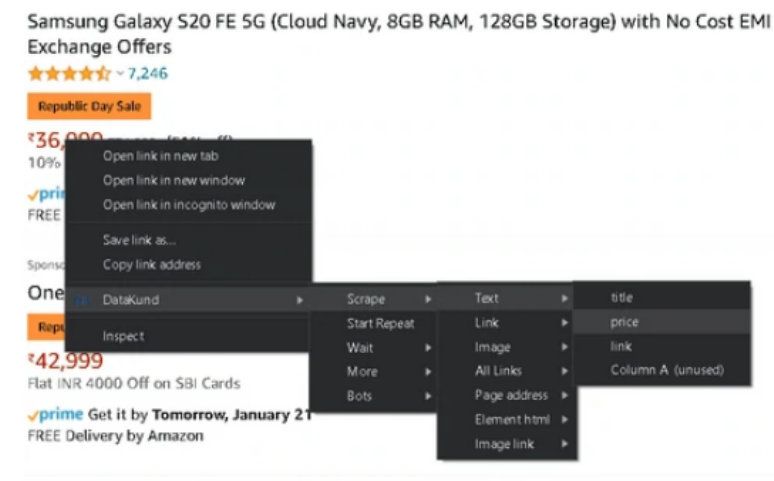 Samsung Galaxy S20 FE 5G (Cloud Navy, 8GB RAM, 128GB Storage) with No Cost EMI
Exchange Offers
7,246
Republic Day Sale
₹36,990
10%
Open link in new tab
Open link in new window
Open link in incognito window
Save link as...
Copy link address
DataKund
Inspect
Scrape
Start Repeat
Wait
More
Bots
Text
Link
Image
All Links
Page address
Element html
Image link
title
price
link
Column A (unused)
FREE
One
₹42,999
Flat INR 4000 Off on SBI Cards
prime Get it by Tomorrow, January 21
FREE Delivery by Amazon